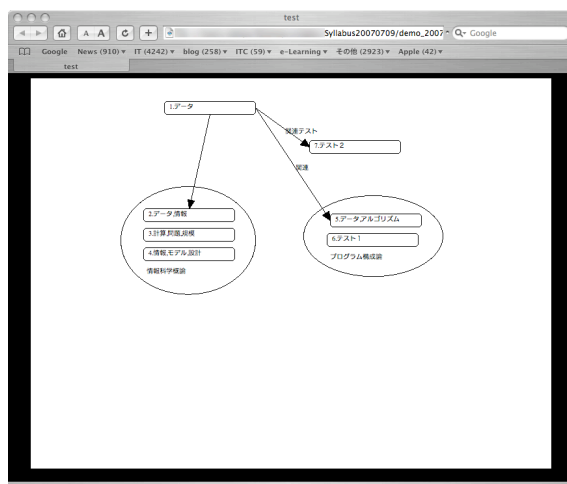 test
A A
Syllabus20070709/demo_2007
Google
Google News (910) IT (4242) blog (258) ITC (59) e-Learning その他 (2923) Apple (42)
test
1.データ
関連テスト
7.テスト2
関連
2.データ,情報
3.計算,問題,規模
4.情報,モデル,設計
情報科学概論
5.データ,アルゴリズム
6.テスト1
プログラム構成論